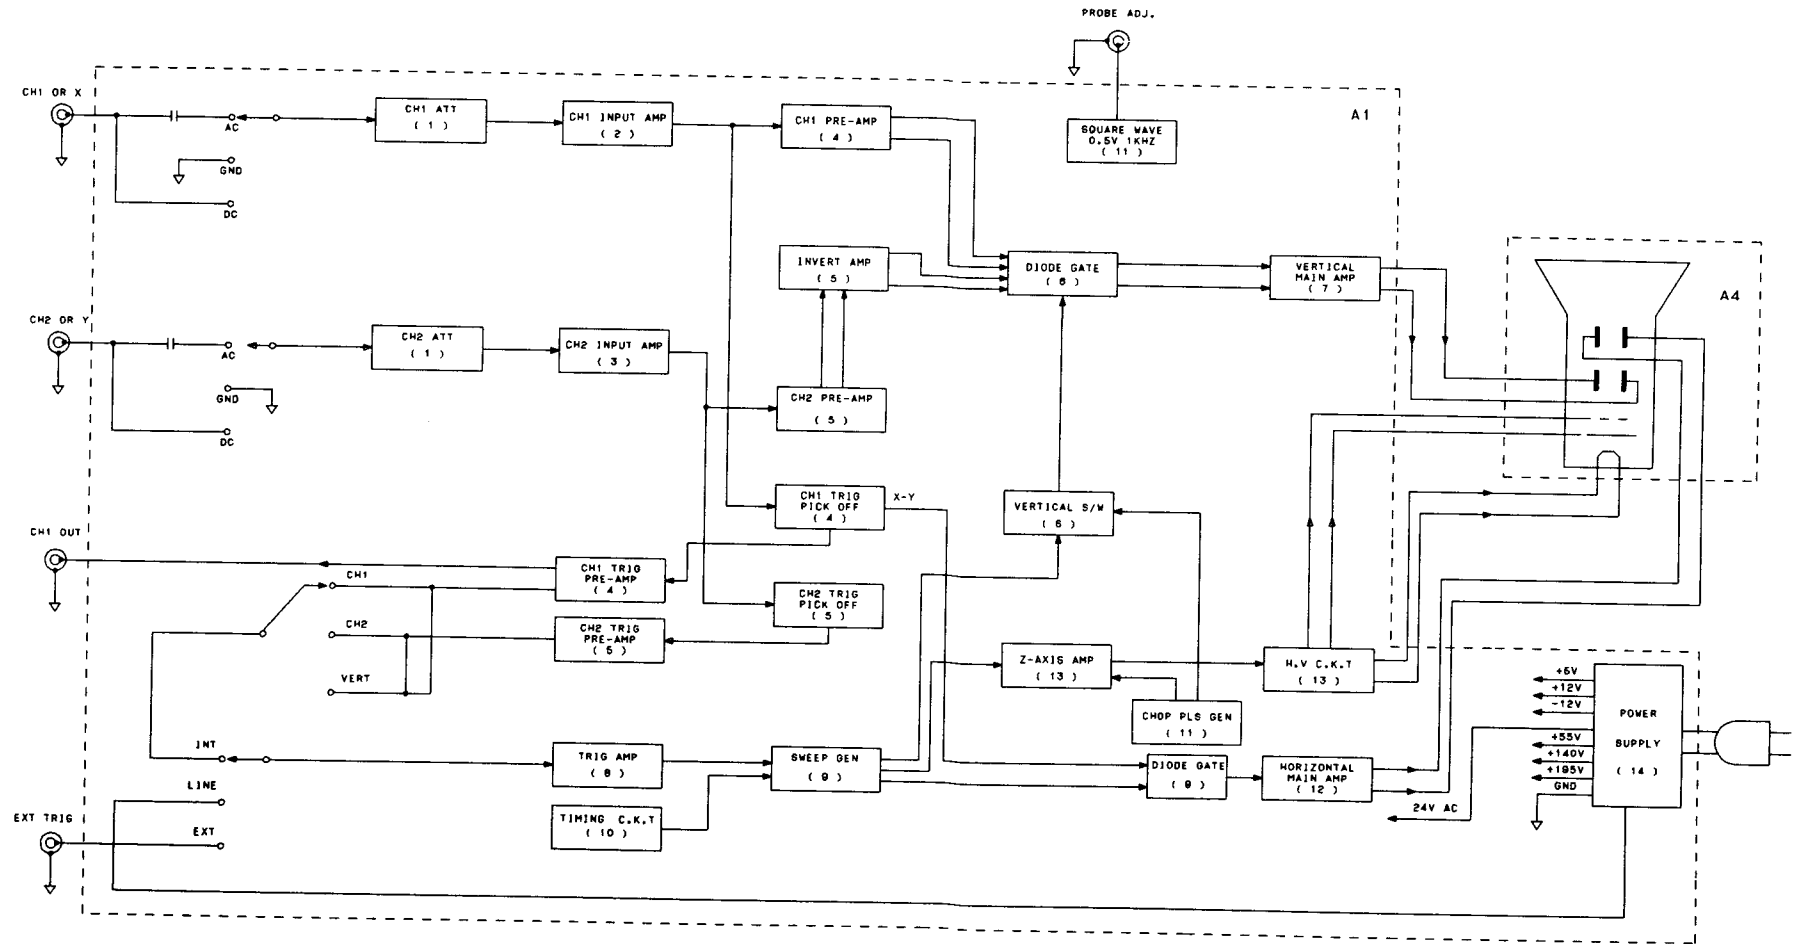 PROBE ADJ.
CH1 OR X
AC
GND
DC
CH1 ATT
( 1 )
CH1 INPUT AMP
( 2 )
CH1 PRE-AMP
( 4 )
SQUARE WAVE
0.5V 1KHZ
( 11 )
A1
INVERT AMP
( 5 )
DIODE GATE
( 6 )
VERTICAL
MAIN AMP
( 7 )
A4
CH2 OR Y
AC
GND
DC
CH2 ATT
( 1 )
CH2 INPUT AMP
( 3 )
CH2 PRE-AMP
( 5 )
CH1 TRIG
PICK OFF
( 4 )
X-Y
VERTICAL S/W
( 6 )
CH1 OUT
CH1
CH2
VERT
CH1 TRIG
PRE-AMP
( 4 )
CH2 TRIG
PICK OFF
( 5 )
CH2 TRIG
PRE-AMP
( 5 )
Z-AXIS AMP
( 13 )
H.V C.K.T
( 13 )
CHOP PLS GEN
( 11 )
INT
LINE
EXT
EXT TRIG
TRIG AMP
( 8 )
SWEEP GEN
( 9 )
TIMING C.K.T
( 10 )
DIODE GATE
( 9 )
HORIZONTAL
MAIN AMP
( 12 )
+12V
-12V
+55V
+140V
+195V
GND
24V AC
POWER
SUPPLY
( 14 )